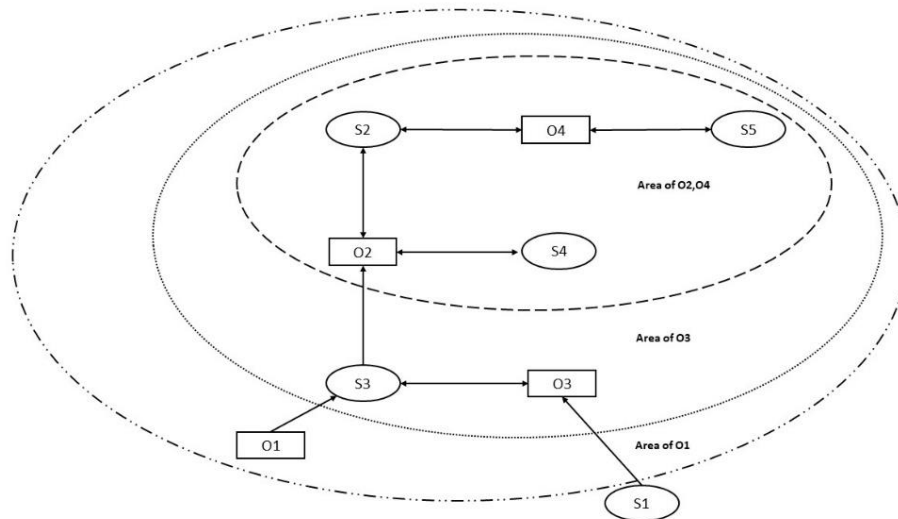 S2
O4
S5
Area of O2,O4
O2
S4
Area of O3
S3
O3
O1
Area of O1
S1